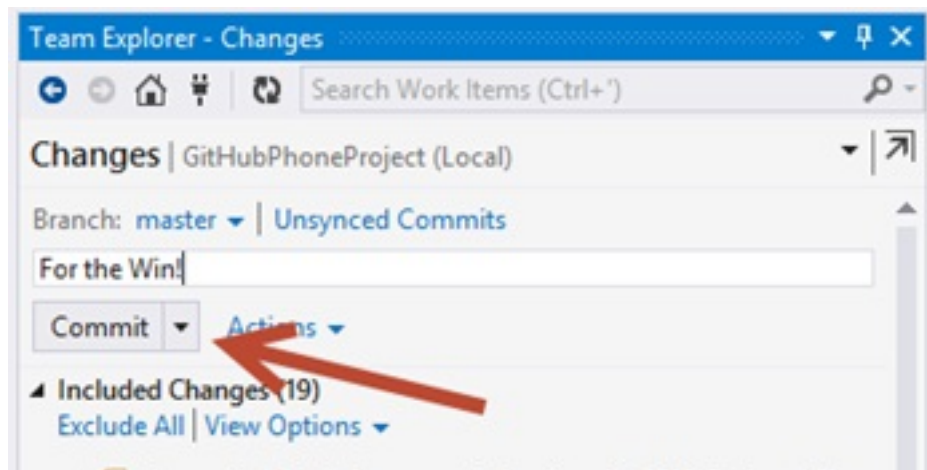 Team Explorer - Changes
Search Work Items (Ctrl+')
Changes | GitHubPhoneProject (Local)
Branch: master | Unsynced Commits
For the Win!
Commit Actions
Included Changes (19)
Exclude All | View Options